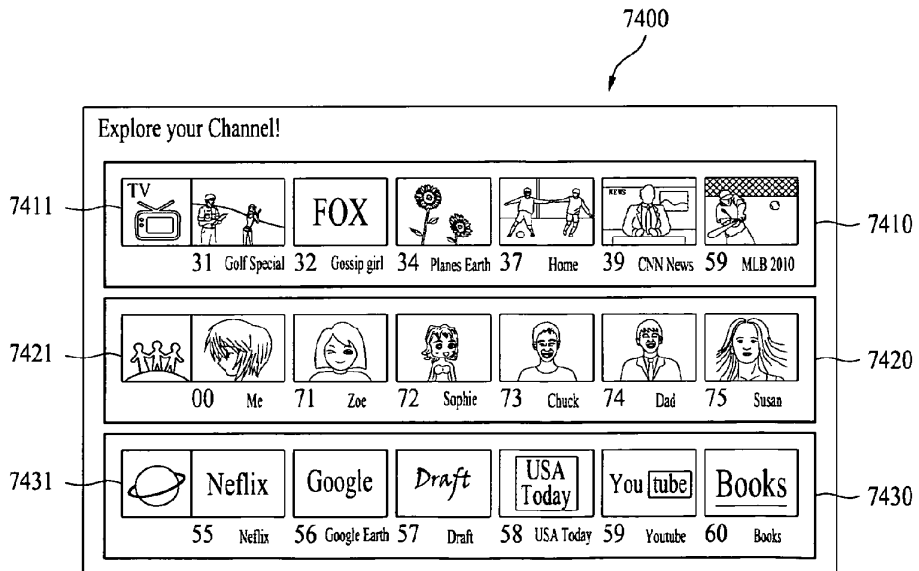 7400
Explore your Channel!
7411
TV
FOX
NEWS
7410
31 Golf Special 32 Gossip girl 34 Planes Earth 37 Home 39 CNN News 59 MLB 2010
7421
7420
00 Me 71 Zoe 72 Sophie 73 Chuck 74 Dad 75 Susan
7431
Neflix Google Draft USA Today You tube Books
7430
55 Neflix 56 Google Earth 57 Draft 58 USA Today 59 Youtube 60 Books